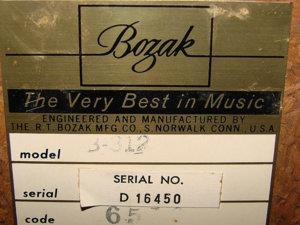 Bozak
The Very Best in Music
ENGINEERED AND MANUFACTURED BY
THE R.T. BOZAK MFG. CO., S. NORWALK CONN., U.S.A.
model
serial
SERIAL NO.
D 16450
code